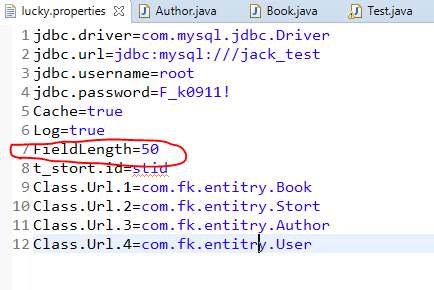 lucky.properties Author.java Book.java Test.java
1 jdbc.driver=com.mysql.jdbc.Driver
2 jdbc.url=jdbc:mysql:///jack_test
3 jdbc.username=root
4 jdbc.password=F_k0911!
5 Cache=true
6 Log=true
7 FieldLength=50
8 t_stort.id=stid
9 Class.Url.1=com.fk.entitry.Book
10 Class.Url.2=com.fk.entitry.Stort
11 Class.Url.3=com.fk.entitry.Author
12 Class.Url.4=com.fk.entitry.User